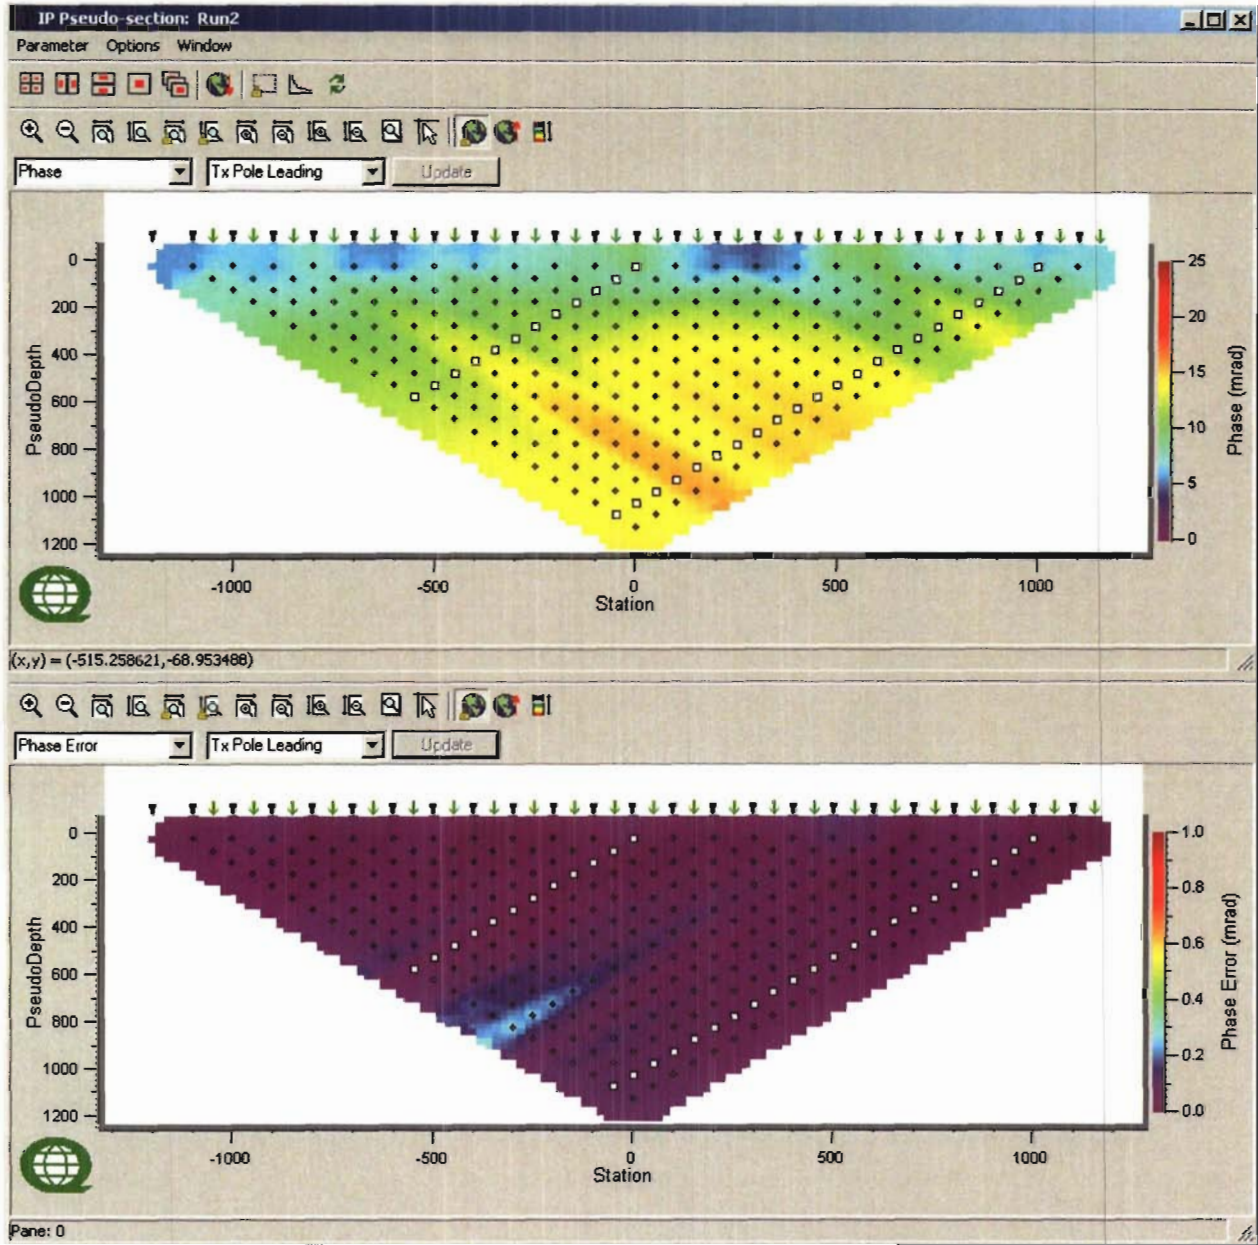 IP Pseudo-section: Run2
Parameter Options Window
Phase Tx Pole Leading Update
0
200
400
600
800
1000
1200
PseudoDepth
-1000 -500 0 500 1000
Station
25
20
15
10
5
0
Phase (mrad)
(x,y) = (-515.258621,-68.953488)
Phase Error Tx Pole Leading Update
0
200
400
600
800
1000
1200
PseudoDepth
-1000 -500 0 500 1000
Station
1.0
0.8
0.6
0.4
0.2
0.0
Phase Error (mrad)
Pane: 0